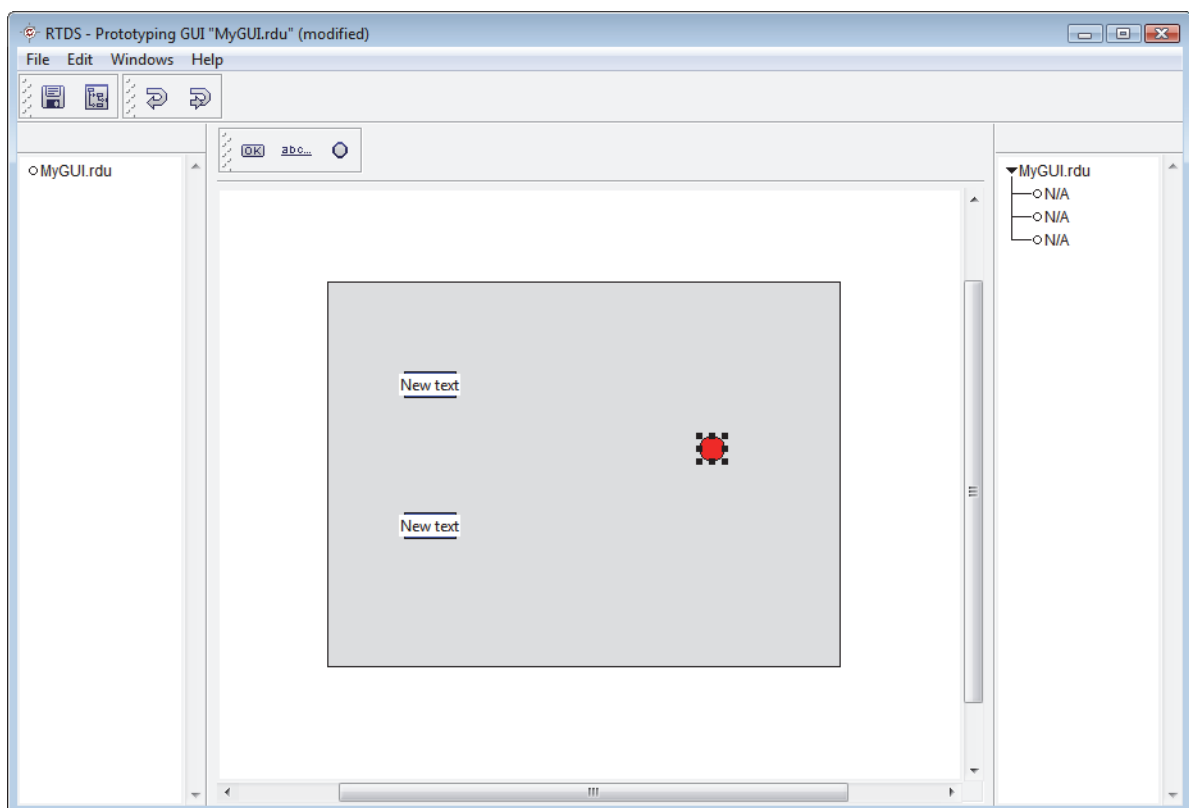 RTDS - Prototyping GUI "MyGUI.rdu" (modified)
File Edit Windows Help
OK abc...
MyGUI.rdu
MyGUI.rdu
N/A
N/A
N/A
New text
New text